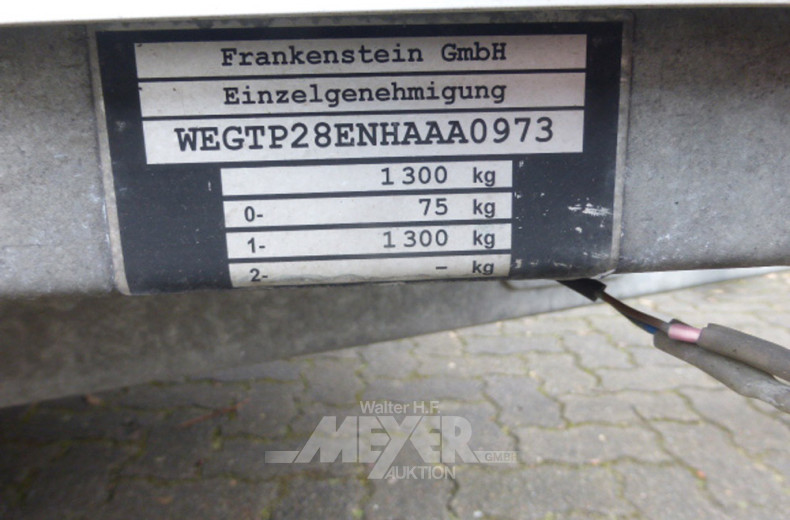 Frankenstein GmbH
Einzelgenehmigung
WEGTP28ENHAAA0973
1300 kg
0- 75 kg
1- 1300 kg
2- – kg
Walter H.F.
MEYER
GMBH
AUKTION